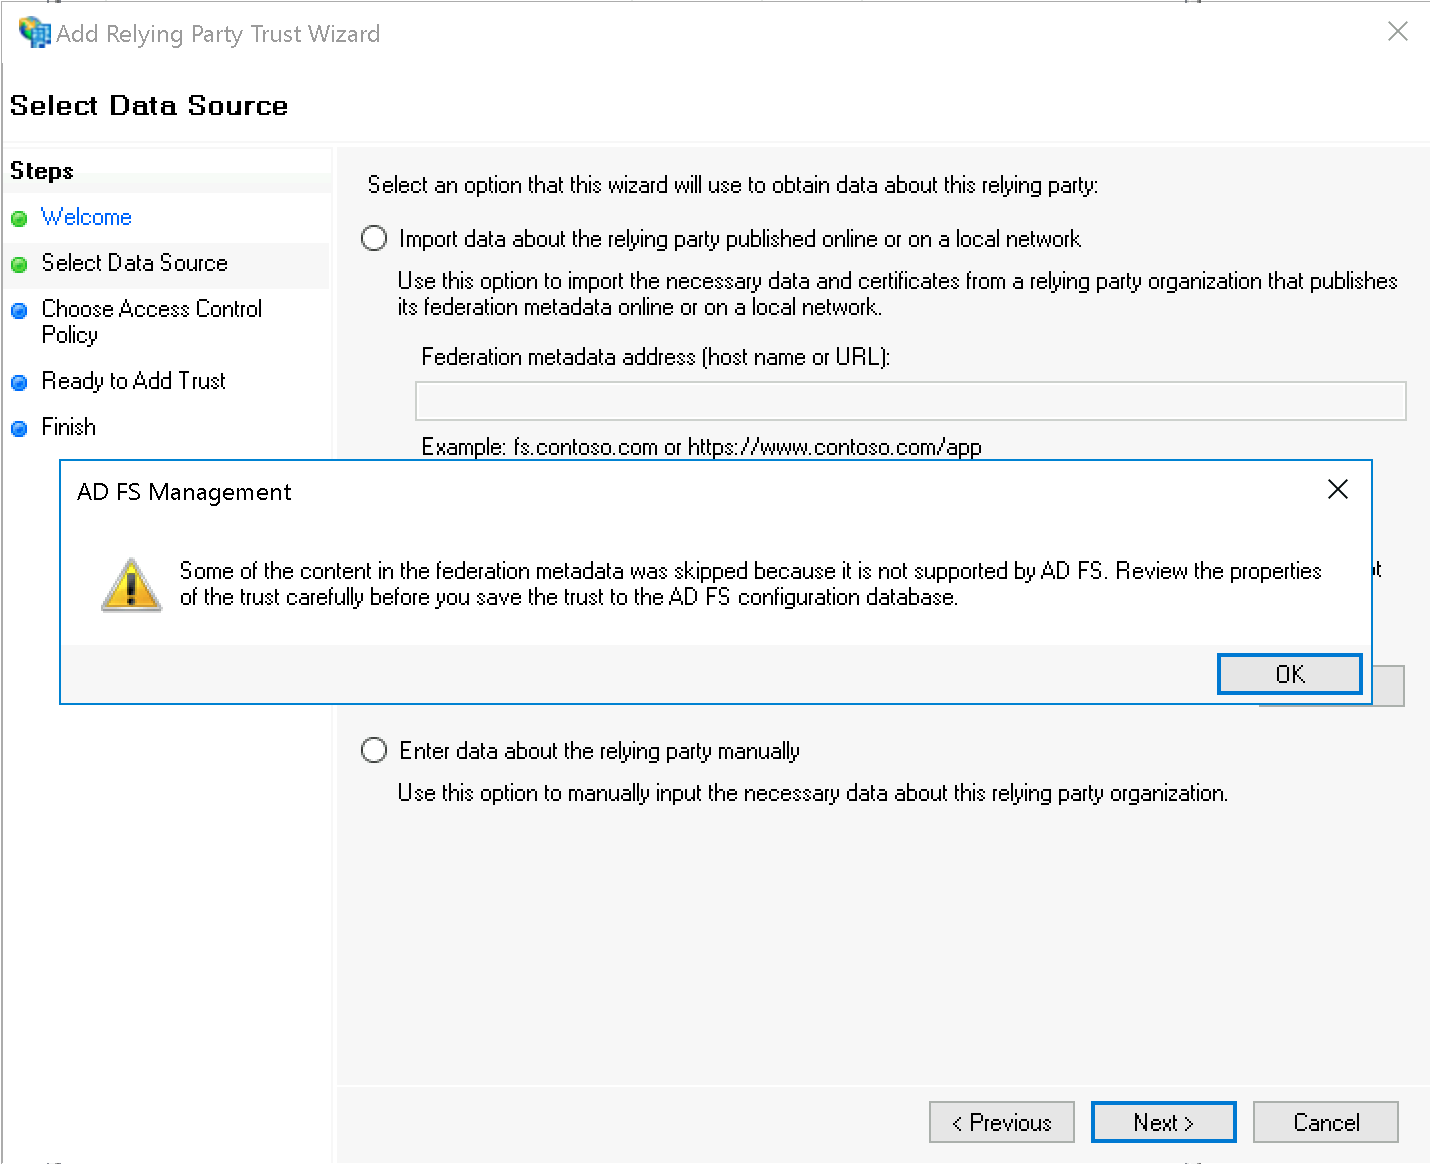 Add Relying Party Trust Wizard
Select Data Source
Steps
Welcome
Select Data Source
Choose Access Control
Policy
Ready to Add Trust
Finish
Select an option that this wizard will use to obtain data about this relying party:
Import data about the relying party published online or on a local network
Use this option to import the necessary data and certificates from a relying party organization that publishes
its federation metadata online or on a local network.
Federation metadata address (host name or URL):
Example: fs.contoso.com or https://www.contoso.com/app
AD FS Management
Some of the content in the federation metadata was skipped because it is not supported by AD FS. Review the properties
of the trust carefully before you save the trust to the AD FS configuration database.
OK
Enter data about the relying party manually
Use this option to manually input the necessary data about this relying party organization.
< Previous
Next >
Cancel